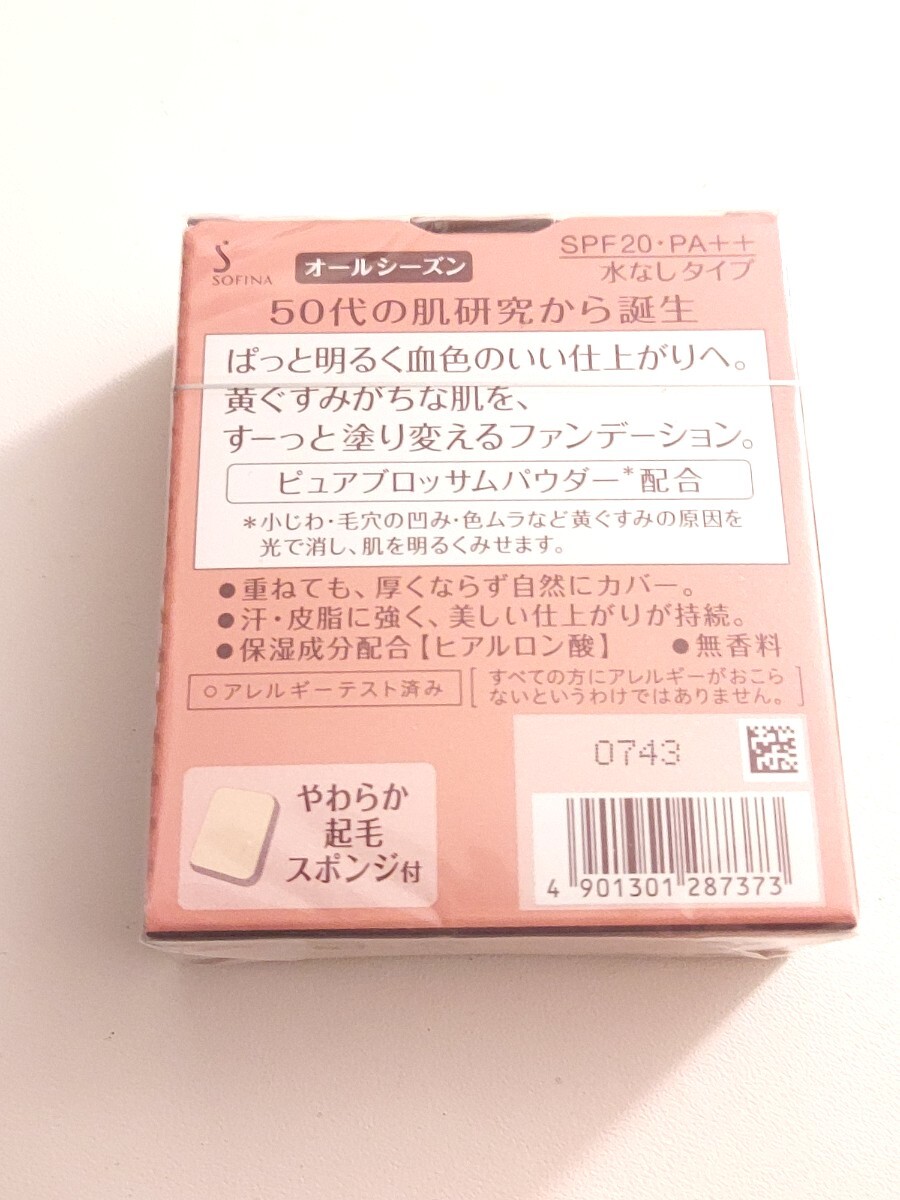 SOFINA
オールシーズン
SPF20・PA++
水なしタイプ
50代の肌研究から誕生
ぱっと明るく血色のいい仕上がりへ。
黄ぐすみがちな肌を、
すーっと塗り変えるファンデーション。
ピュアブロッサムパウダー*配合
*小じわ・毛穴の凹み・色ムラなど黄ぐすみの原因を
光で消し、肌を明るくみせます。
●重ねても、厚くならず自然にカバー。
●汗・皮脂に強く、美しい仕上がりが持続。
●保湿成分配合【ヒアルロン酸】 ●無香料
○アレルギーテスト済み
[すべての方にアレルギーがおこら
ないというわけではありません。]
0743
やわらか
起毛
スポンジ付
4 901301 287373